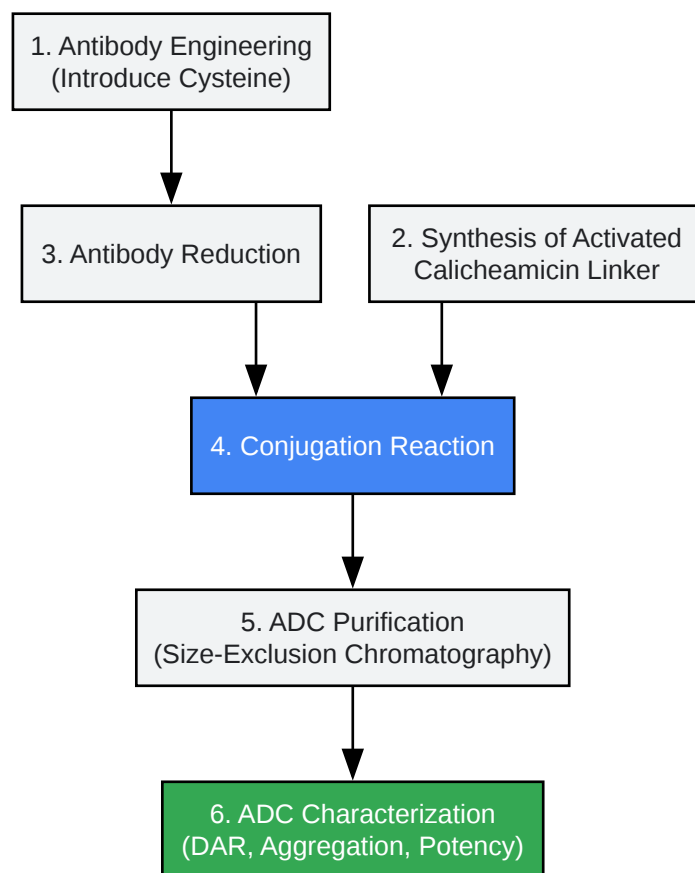 1. Antibody Engineering
(Introduce Cysteine)
3. Antibody Reduction
2. Synthesis of Activated
Calicheamicin Linker
4. Conjugation Reaction
5. ADC Purification
(Size-Exclusion Chromatography)
6. ADC Characterization
(DAR, Aggregation, Potency)